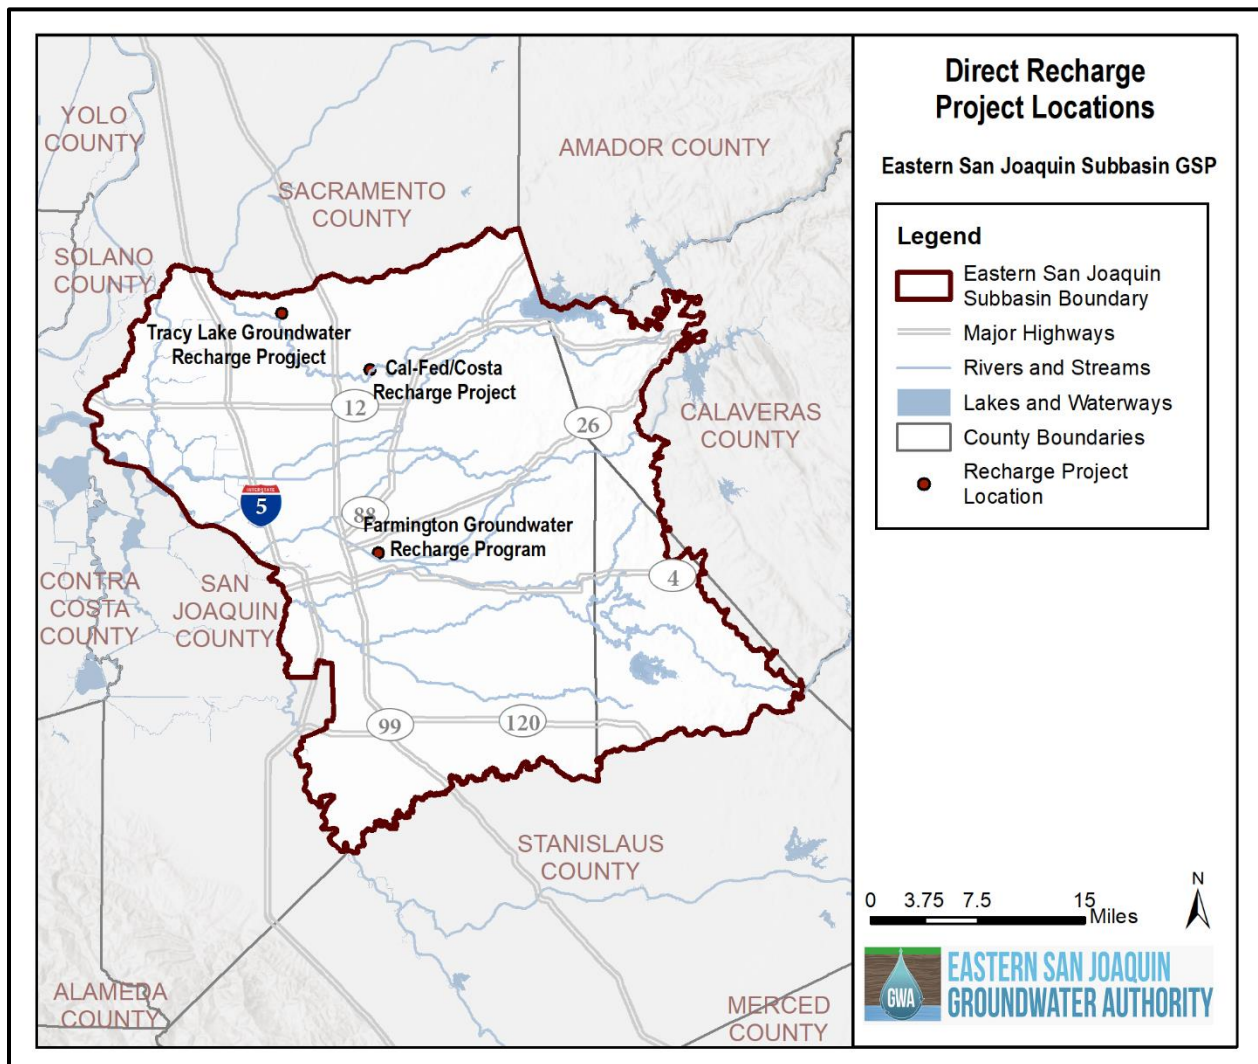 Direct Recharge
Project Locations
Eastern San Joaquin Subbasin GSP
Legend
Eastern San Joaquin
Subbasin Boundary
Major Highways
Rivers and Streams
Lakes and Waterways
County Boundaries
Recharge Project
Location
YOLO
COUNTY
AMADOR COUNTY
SACRAMENTO
COUNTY
SOLANO
COUNTY
Tracy Lake Groundwater
Recharge Progject
Cal-Fed/Costa
Recharge Project
12
26
CALAVERAS
COUNTY
INTERSTATE
5
88
Farmington Groundwater
Recharge Program
4
CONTRA
COSTA
COUNTY
SAN
JOAQUIN
COUNTY
99
120
STANISLAUS
COUNTY
ALAMEDA
COUNTY
MERCED
COUNTY
N
0 3.75 7.5 15
Miles
GWA
EASTERN SAN JOAQUIN
GROUNDWATER AUTHORITY